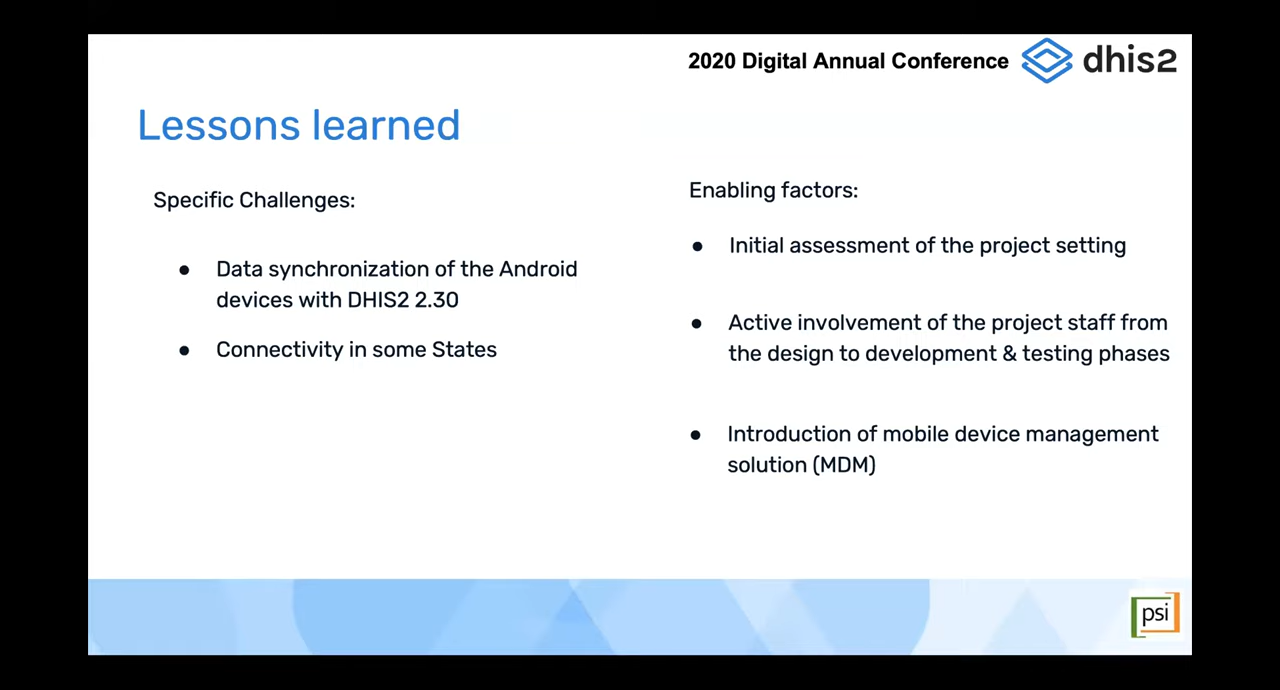 2020 Digital Annual Conference dhis2
Lessons learned
Specific Challenges:
● Data synchronization of the Android
devices with DHIS2 2.30
● Connectivity in some States
Enabling factors:
● Initial assessment of the project setting
● Active involvement of the project staff from
the design to development & testing phases
● Introduction of mobile device management
solution (MDM)
psi